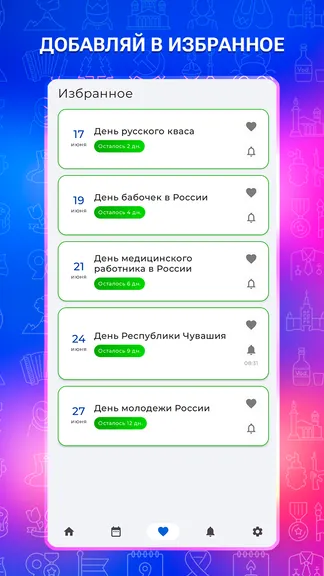 ДОБАВЛЯЙ В ИЗБРАННОЕ
Избранное
17
июня
День русского кваса
Осталось 2 дн.
19
июня
День бабочек в России
Осталось 4 дн.
21
июня
День медицинского
работника в России
Осталось 6 дн.
24
июня
День Республики Чувашия
Осталось 9 дн.
09:31
27
июня
День молодежи России
Осталось 12 дн.